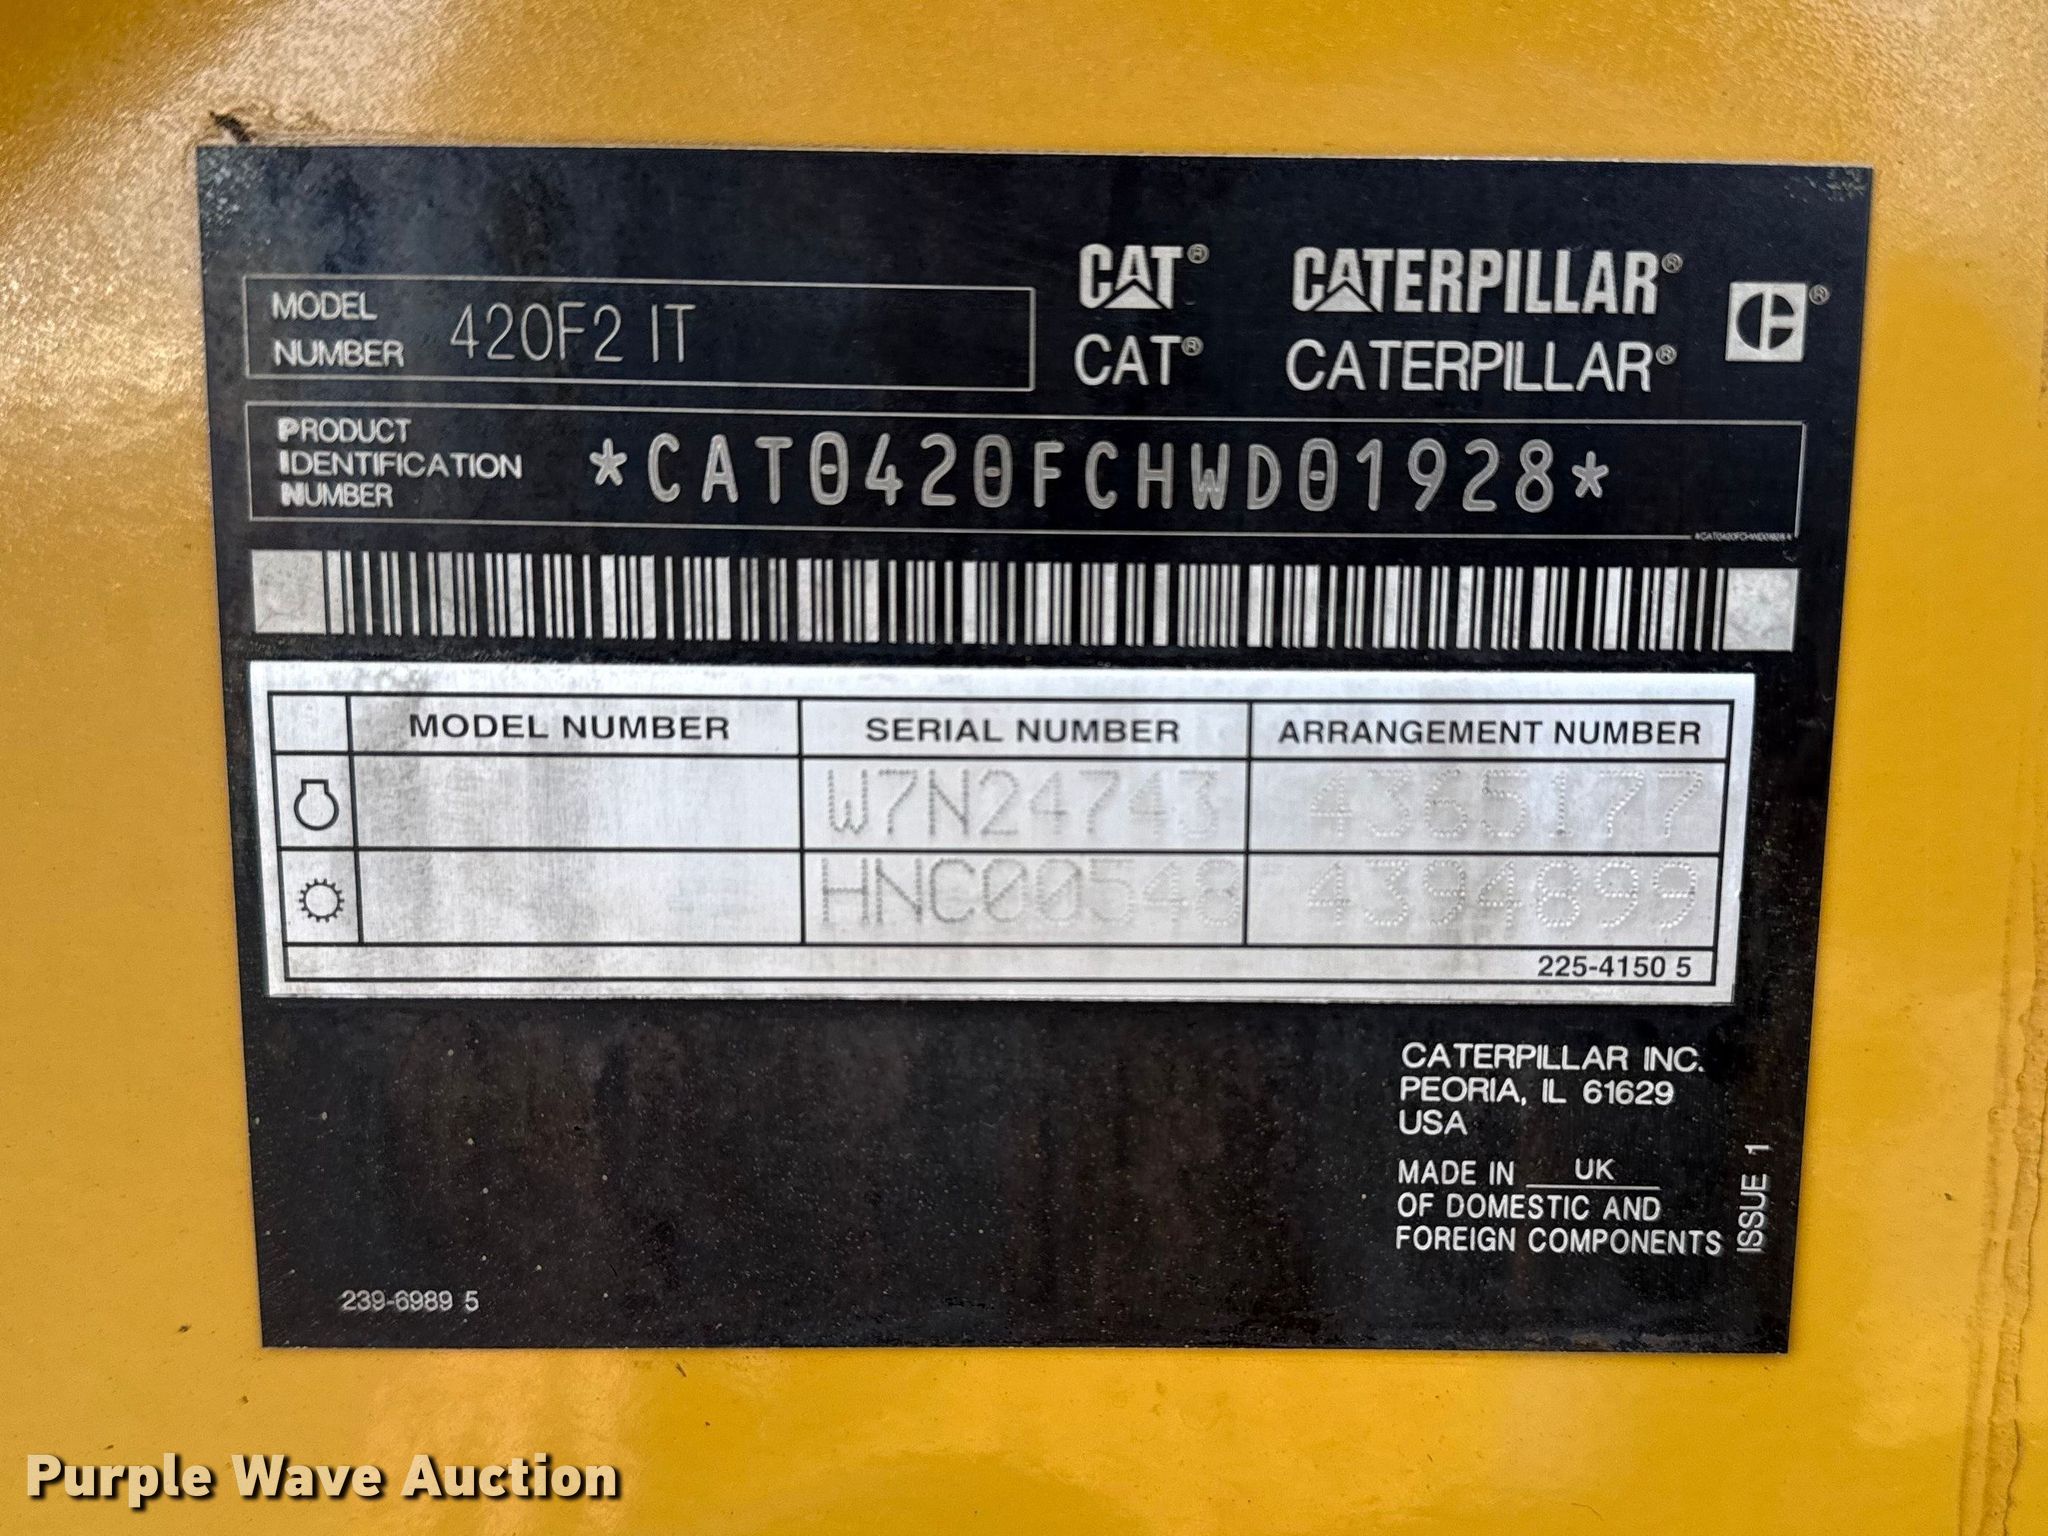 CAT® CATERPILLAR®
CAT® CATERPILLAR®
MODEL NUMBER 420F2 IT
PRODUCT IDENTIFICATION NUMBER *CAT0420FCHWD01928*
*CAT0420FCHWD01928*
MODEL NUMBER SERIAL NUMBER ARRANGEMENT NUMBER
W7N24743 4365177
HNC00548 4394899
225-4150 5
CATERPILLAR INC.
PEORIA, IL 61629
USA
MADE IN UK
OF DOMESTIC AND
FOREIGN COMPONENTS
ISSUE 1
239-6989 5
Purple Wave Auction